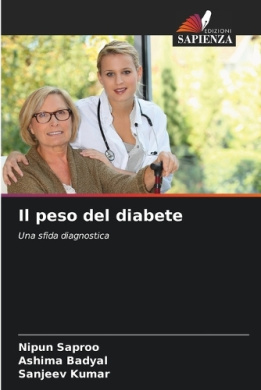 EDIZIONI
SAPIENZA
Il peso del diabete
Una sfida diagnostica
Nipun Saproo
Ashima Badyal
Sanjeev Kumar